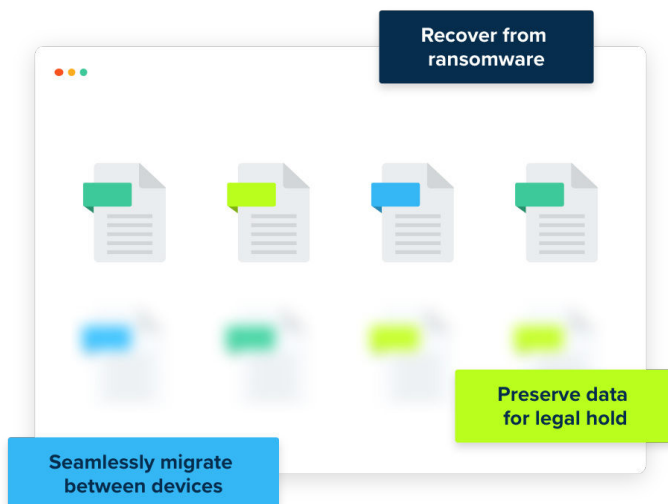 Recover from
ransomware
Preserve data
for legal hold
Seamlessly migrate
between devices